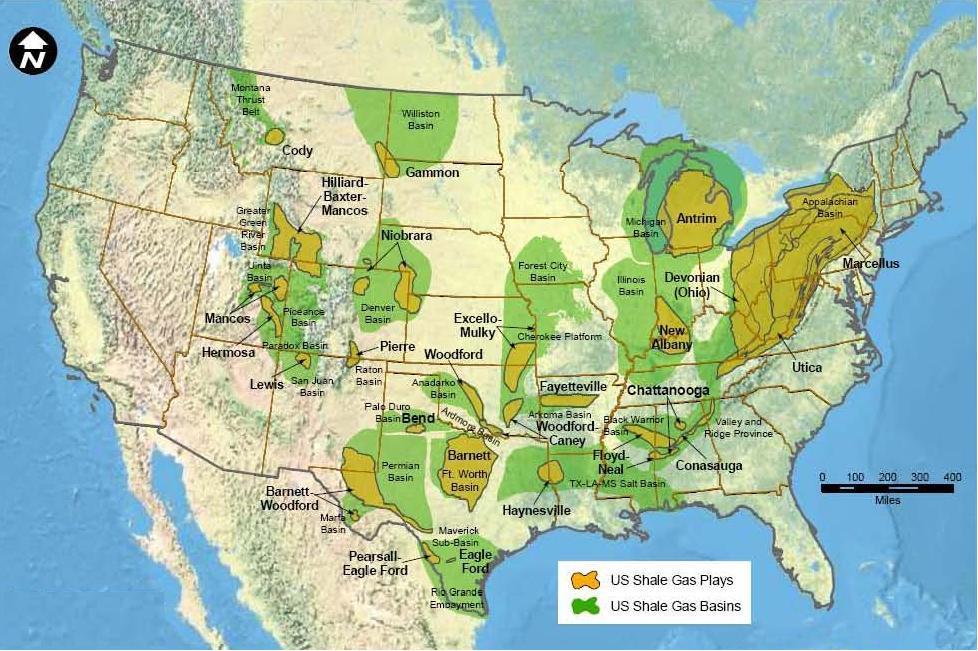 N
Montana
Thrust
Belt
Cody
Williston
Basin
Gammon
Hilliard-
Baxter-
Mancos
Greater
Green
River
Basin
Niobrara
Uinta
Basin
Mancos
Piceance
Basin
Denver
Basin
Hermosa
Paradox Basin
Lewis
San Juan
Basin
Pierre
Raton
Basin
Forest City
Basin
Excello-
Mulky
Cherokee Platform
Woodford
Anadarko
Basin
Palo Duro
Basin
Bend
Ardmore Basin
Fayetteville
Arkoma Basin
Woodford-
Caney
Michigan
Basin
Antrim
Illinois
Basin
New
Albany
Devonian
(Ohio)
Appalachian
Basin
Marcellus
Utica
Chattanooga
Black Warrior
Basin
Valley and
Ridge Province
Floyd-
Neal
Conasauga
TX-LA-MS Salt Basin
Haynesville
Barnett
Ft. Worth
Basin
Permian
Basin
Barnett-
Woodford
Marfa
Basin
Maverick
Sub-Basin
Pearsall-
Eagle Ford
Eagle
Ford
Rio Grande
Embayment
0 100 200 300 400
Miles
US Shale Gas Plays
US Shale Gas Basins